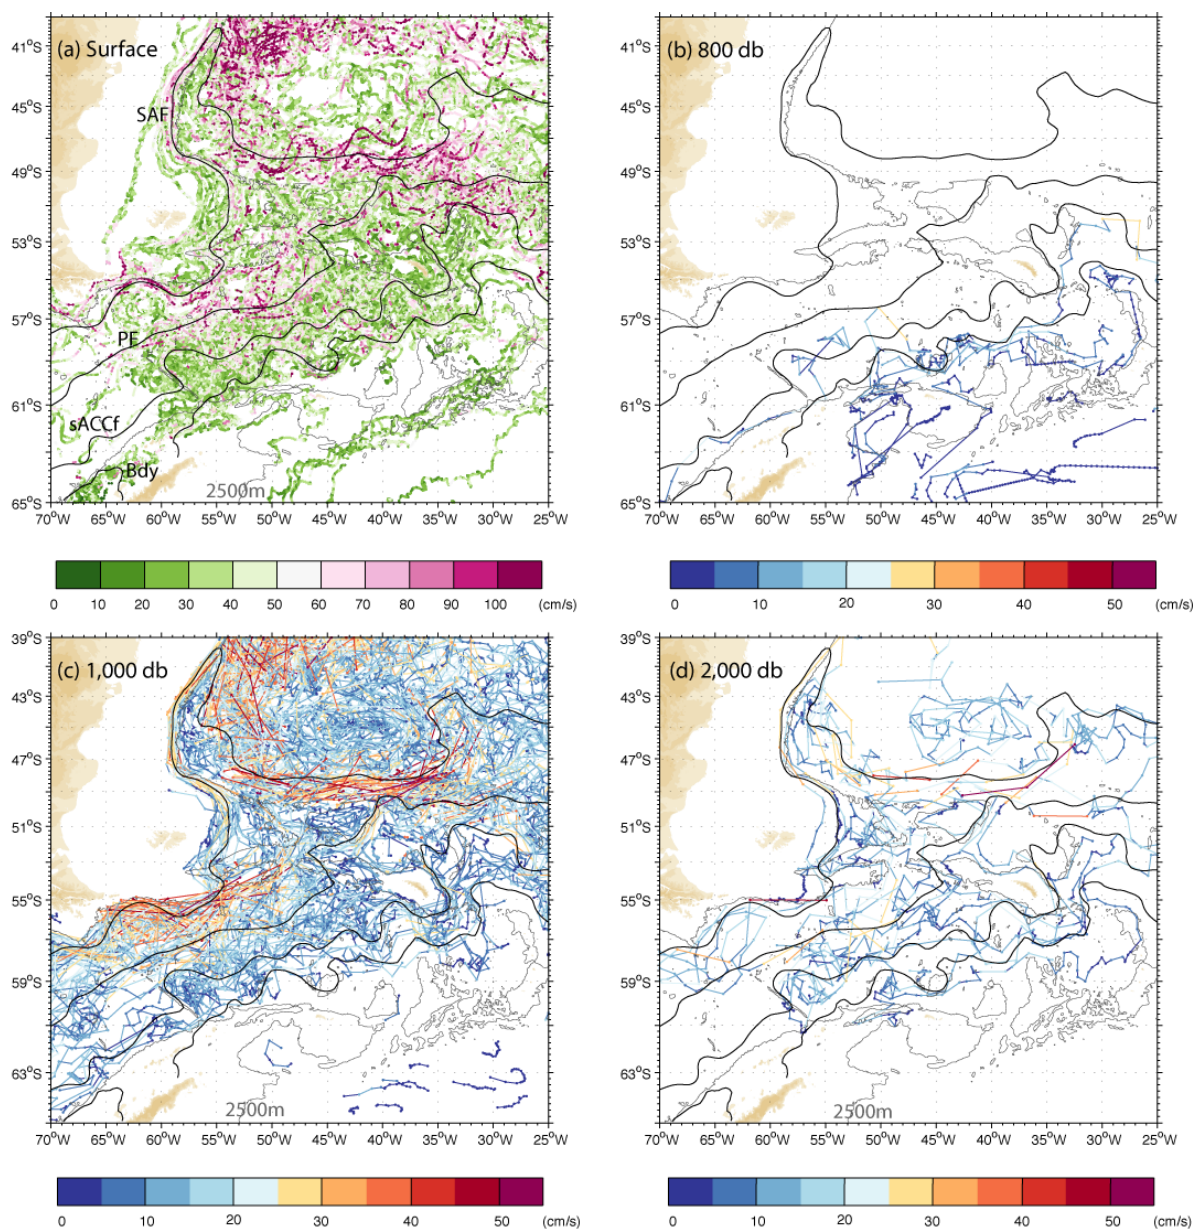 (a) Surface
SAF
PF
sACCf
Bdy
2500m
41°S
45°S
49°S
53°S
57°S
61°S
65°S
70°W 65°W 60°W 55°W 50°W 45°W 40°W 35°W 30°W 25°W
0 10 20 30 40 50 60 70 80 90 100 (cm/s)
(b) 800 db
41°S
45°S
49°S
53°S
57°S
61°S
65°S
70°W 65°W 60°W 55°W 50°W 45°W 40°W 35°W 30°W 25°W
0 10 20 30 40 50 (cm/s)
(c) 1,000 db
2500m
39°S
43°S
47°S
51°S
55°S
59°S
63°S
70°W 65°W 60°W 55°W 50°W 45°W 40°W 35°W 30°W 25°W
0 10 20 30 40 50 (cm/s)
(d) 2,000 db
2500m
39°S
43°S
47°S
51°S
55°S
59°S
63°S
70°W 65°W 60°W 55°W 50°W 45°W 40°W 35°W 30°W 25°W
0 10 20 30 40 50 (cm/s)